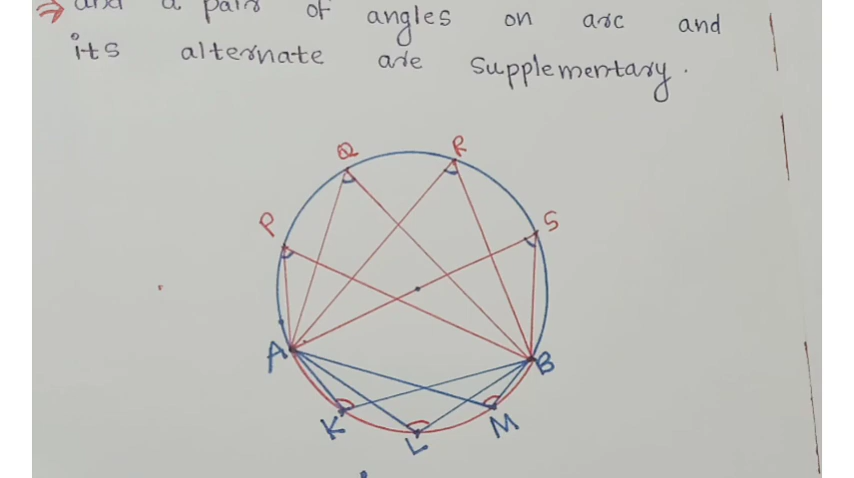 ⇒ and a pair of angles on arc and
its alternate are supplementary.
Q R
P S
A B
K L M